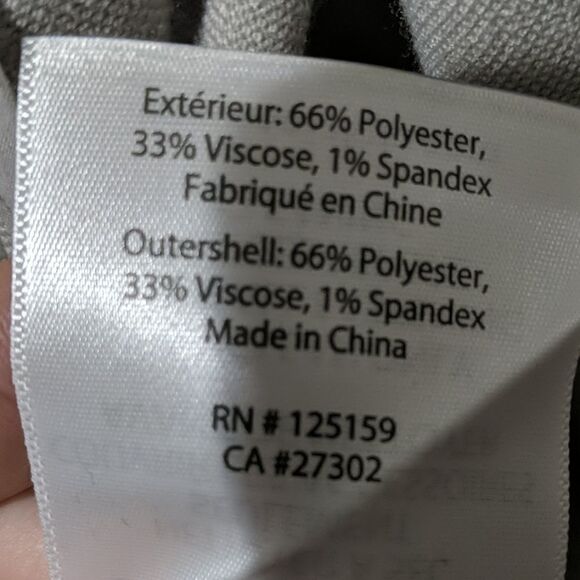 Extérieur: 66% Polyester,
33% Viscose, 1% Spandex
Fabriqué en Chine
Outershell: 66% Polyester,
33% Viscose, 1% Spandex
Made in China
RN # 125159
CA #27302